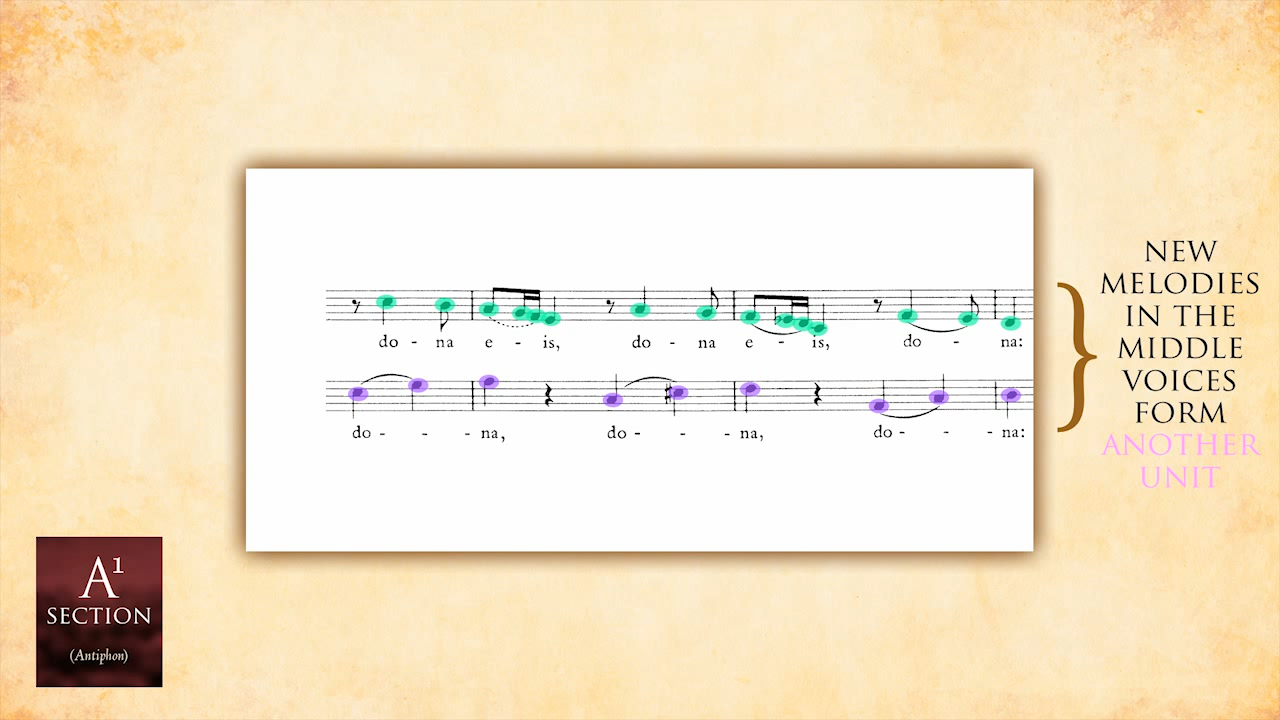 do - na e - is, do - na e - is, do - na:
do - - - na, do - - - na, do - - - na:
NEW
MELODIES
IN THE
MIDDLE
VOICES
FORM
ANOTHER
UNIT
A¹
SECTION
(Antiphon)